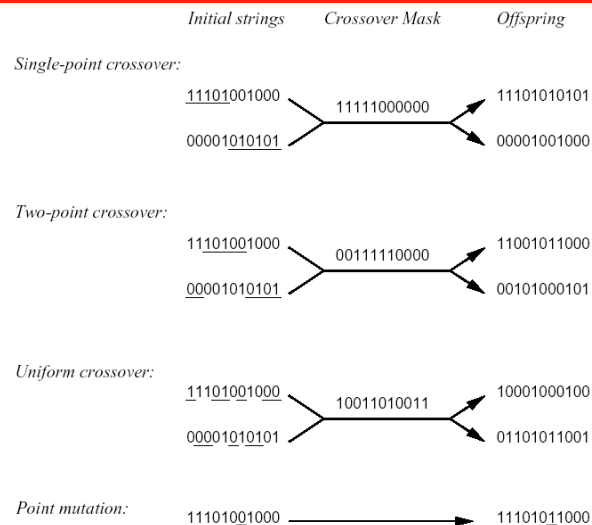 Initial strings Crossover Mask Offspring
Single-point crossover:
11101001000 11111000000 11101010101
00001010101 00001001000
Two-point crossover:
11101001000 00111110000 11001011000
00001010101 00101000101
Uniform crossover:
11101001000 10011010011 10001000100
00001010101 01101011001
Point mutation:
11101001000 11101011000